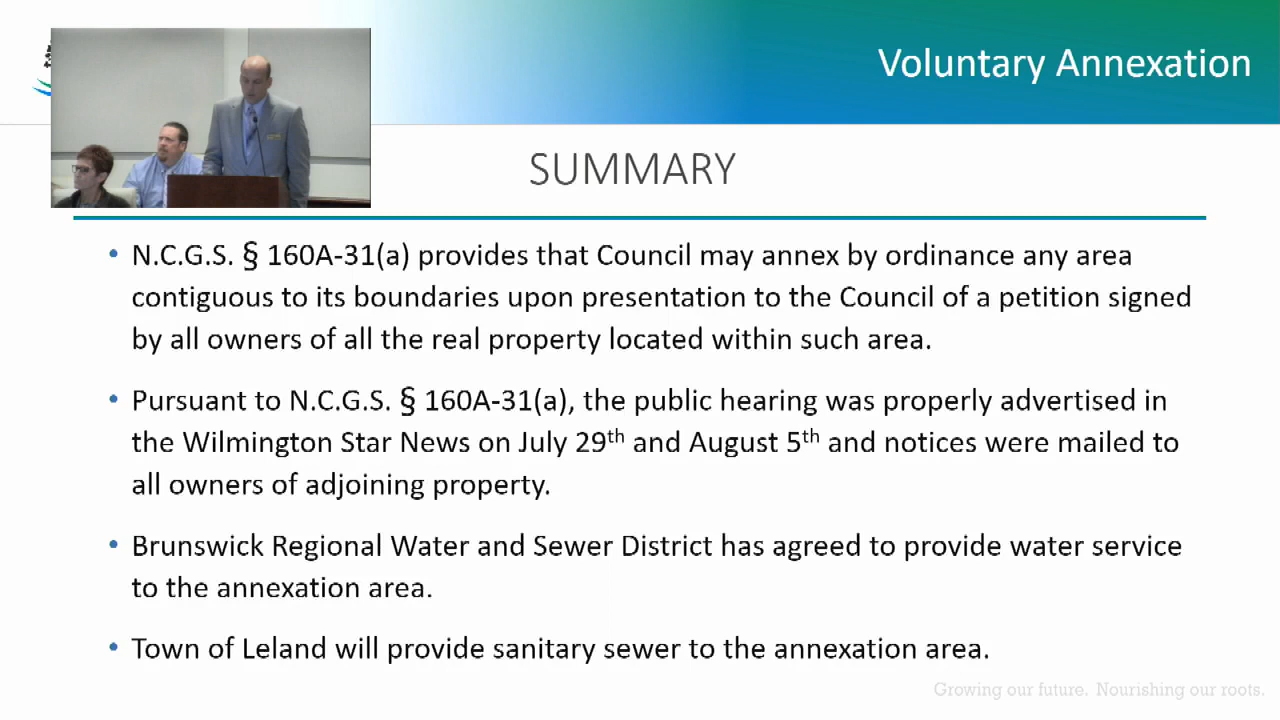 Voluntary Annexation
SUMMARY
• N.C.G.S. § 160A-31(a) provides that Council may annex by ordinance any area
contiguous to its boundaries upon presentation to the Council of a petition signed
by all owners of all the real property located within such area.
• Pursuant to N.C.G.S. § 160A-31(a), the public hearing was properly advertised in
the Wilmington Star News on July 29th and August 5th and notices were mailed to
all owners of adjoining property.
• Brunswick Regional Water and Sewer District has agreed to provide water service
to the annexation area.
• Town of Leland will provide sanitary sewer to the annexation area.
Growing our future. Nourishing our roots.